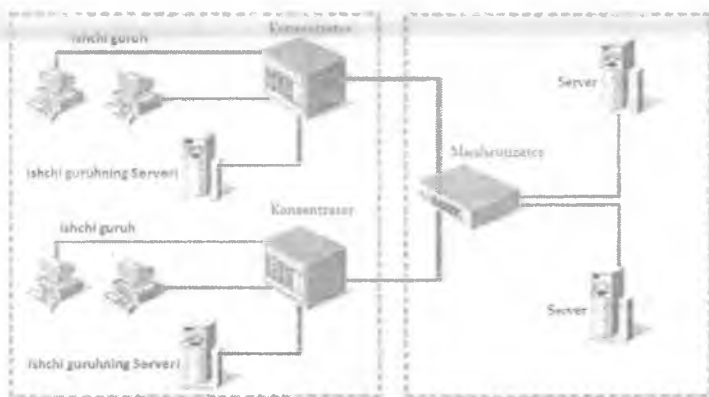 Konsentrator
ishchi guruh
Server
ishchi guruhning Serveri
Marshrutizator
Konsentrator
ishchi guruh
Server
ishchi guruhning Serveri